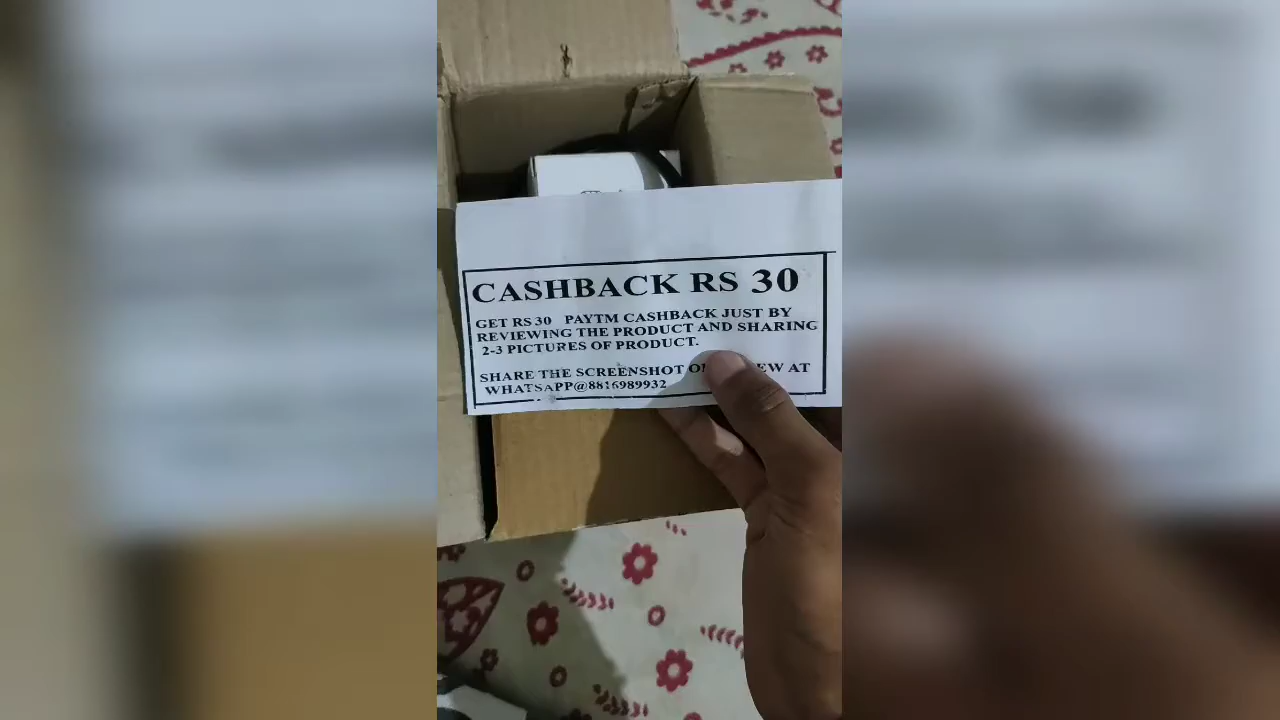 CASHBACK RS 30
GET RS 30 PAYTM CASHBACK JUST BY
REVIEWING THE PRODUCT AND SHARING
2-3 PICTURES OF PRODUCT.
SHARE THE SCREENSHOT AT
WHATSAPP@8816989932